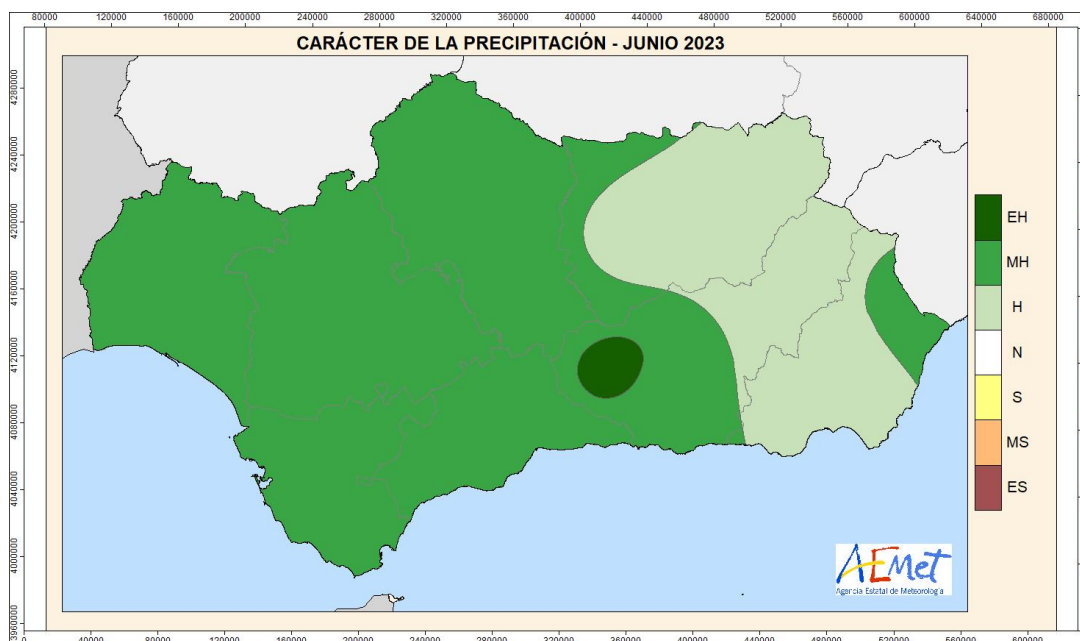 80000 120000 160000 200000 240000 280000 320000 360000 400000 440000 480000 520000 560000 600000 640000 680000
CARÁCTER DE LA PRECIPITACIÓN - JUNIO 2023
4280000
4240000
4200000
4160000
4120000
4080000
4040000
4000000
3960000
EH
MH
H
N
S
MS
ES
AEMet
Agencia Estatal de Meteorología
0 40000 80000 120000 160000 200000 240000 280000 320000 360000 400000 440000 480000 520000 560000 600000